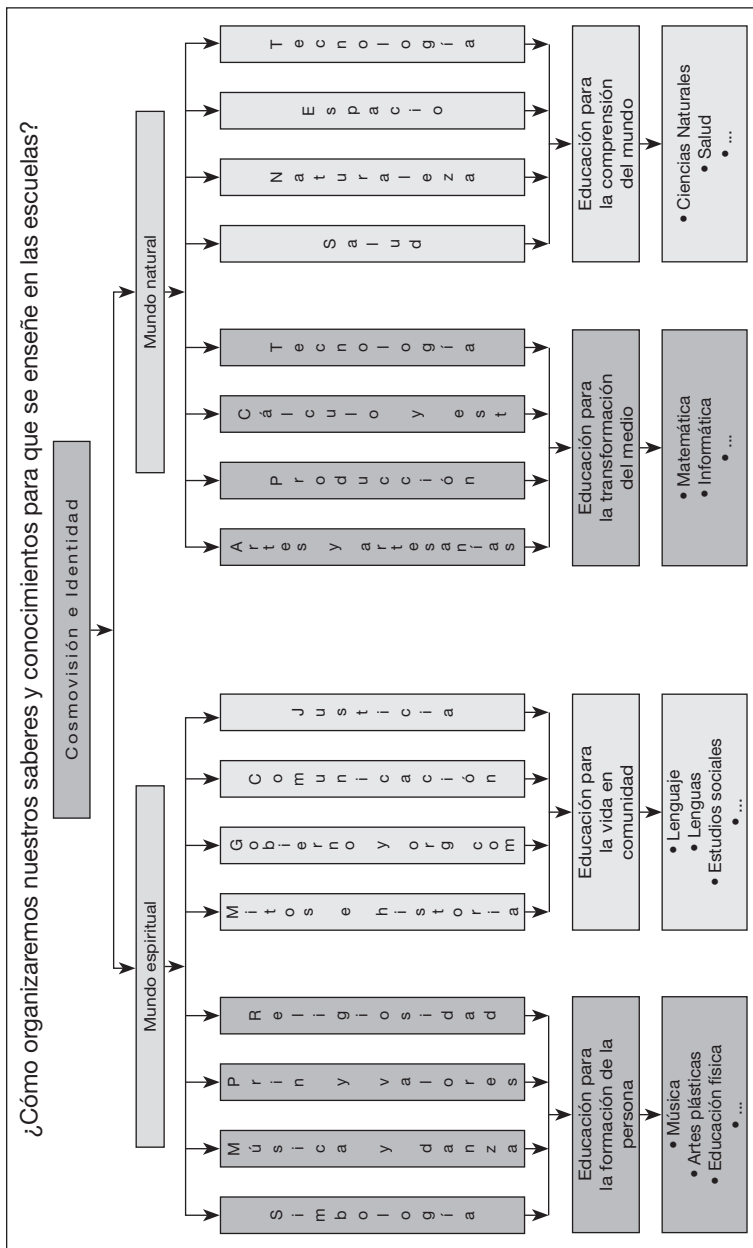 ¿Cómo organizaremos nuestros saberes y conocimientos para que se enseñe en las escuelas?
Cosmovisión e Identidad
Mundo espiritual
Mundo natural
Simbología
Música y danza
Prin y valores
Religiosidad
Mitos e historia
Gobierno y org com
Comunicación
Justicia
Artes y artesanías
Producción
Cálculo y est
Tecnología
Salud
Naturaleza
Espacio
Tecnología
Educación para
la formación de la
persona
Educación para
la vida en
comunidad
Educación para
la transformación
del medio
Educación para
la comprensión
del mundo
• Música
• Artes plásticas
• Educación física
• ...
• Lenguaje
• Lenguas
• Estudios sociales
• ...
• Matemática
• Informática
• ...
• Ciencias Naturales
• Salud
• ...